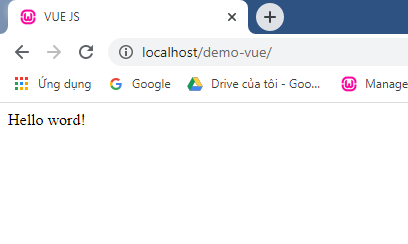 VUE JS
localhost/demo-vue/
Ứng dụng Google Drive của tôi - Goo... Manage
Hello word!